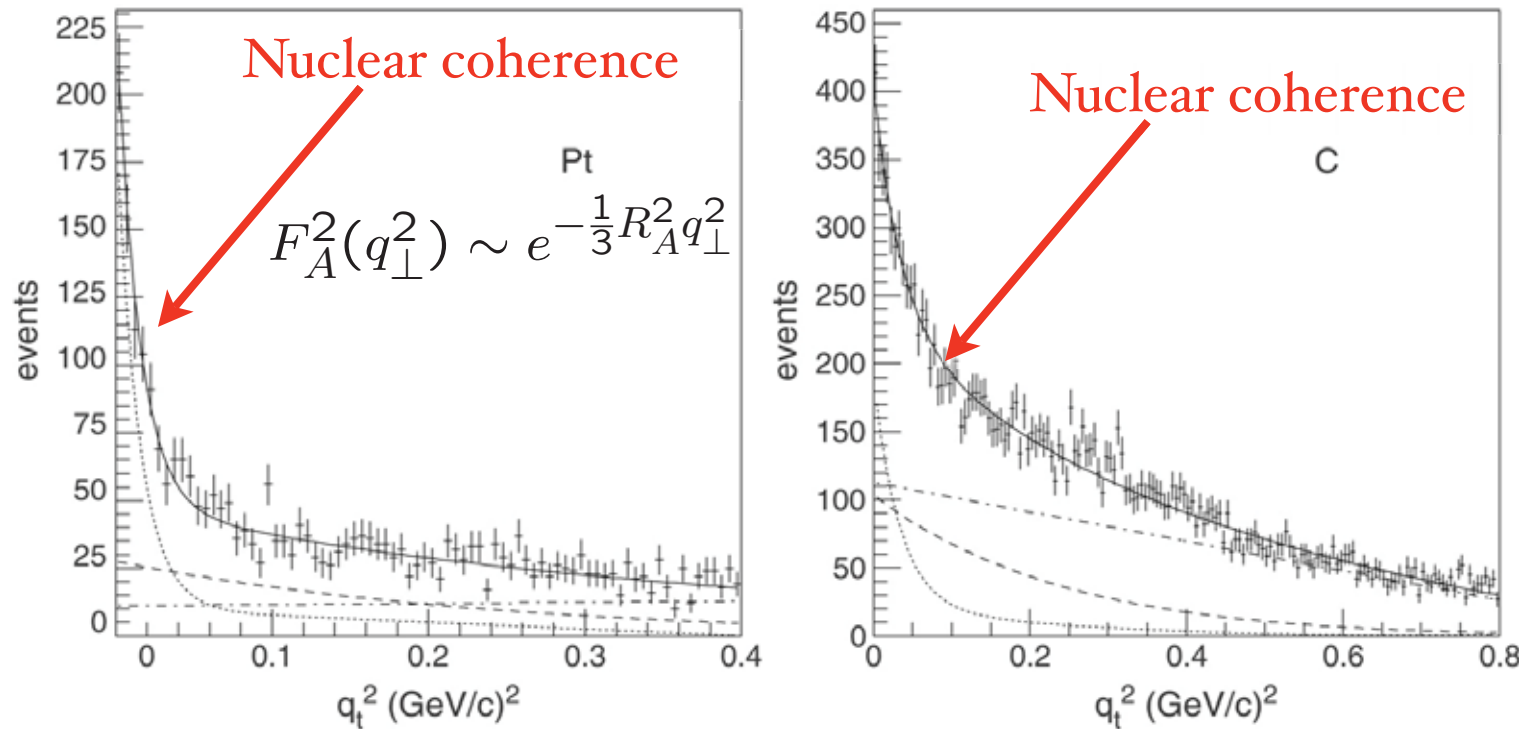 Nuclear coherence
Pt
F_A^2(q_⊥^2) ∼ e^{-\frac{1}{3}R_A^2 q_⊥^2}
225
200
175
150
125
100
75
50
25
0
events
0 0.1 0.2 0.3 0.4
q_t^2 (GeV/c)^2
Nuclear coherence
C
450
400
350
300
250
200
150
100
50
0
events
0 0.2 0.4 0.6 0.8
q_t^2 (GeV/c)^2